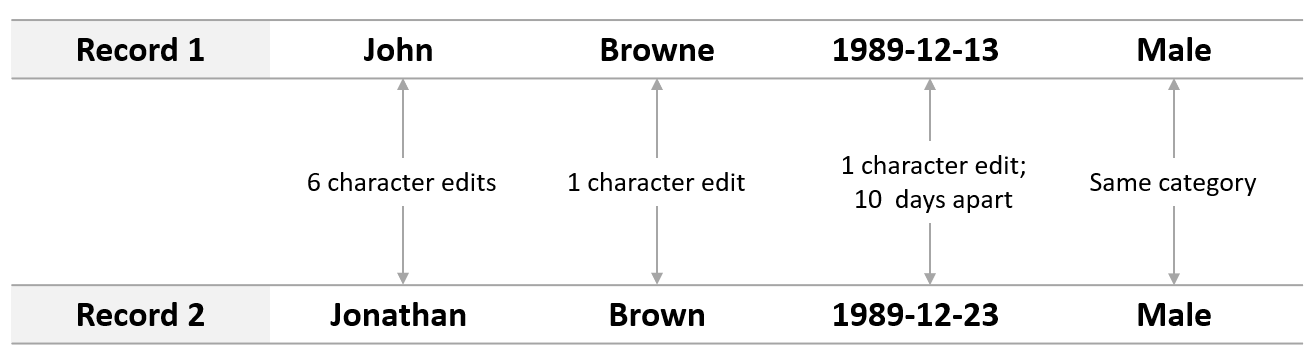 Record 1 John Browne 1989-12-13 Male
6 character edits 1 character edit 1 character edit; Same category
10 days apart
Record 2 Jonathan Brown 1989-12-23 Male